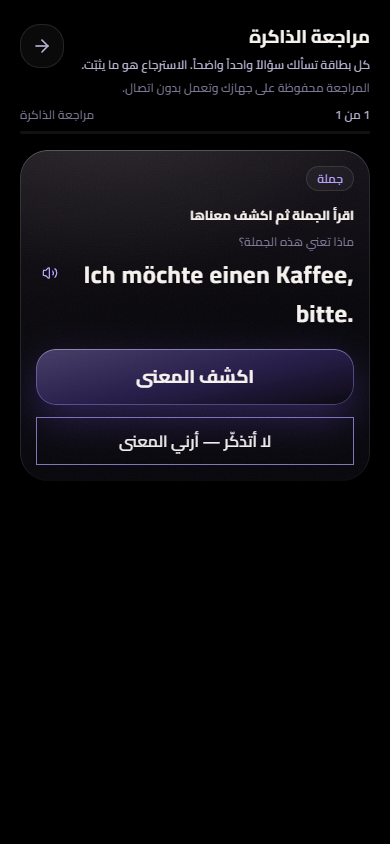 مراجعة الذاكرة
كل بطاقة تسألك سؤالاً واحداً واضحاً. الاسترجاع هو ما يثبّت.
المراجعة محفوظة على جهازك وتعمل بدون اتصال.
1 من 1
مراجعة الذاكرة
جملة
اقرأ الجملة ثم اكشف معناها
ماذا تعني هذه الجملة؟
Ich möchte einen Kaffee,
bitte.
اكشف المعنى
لا أتذكّر — أرني المعنى